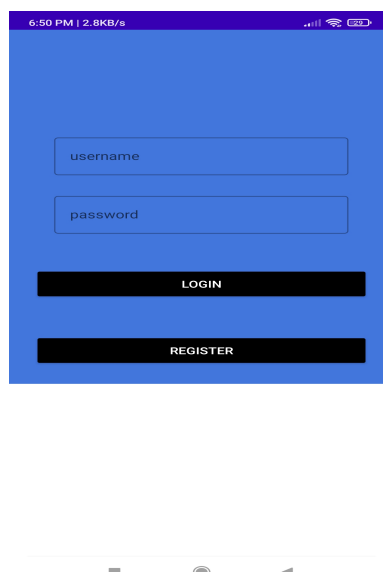 6:50 PM | 2.8KB/s 29
username
password
LOGIN
REGISTER